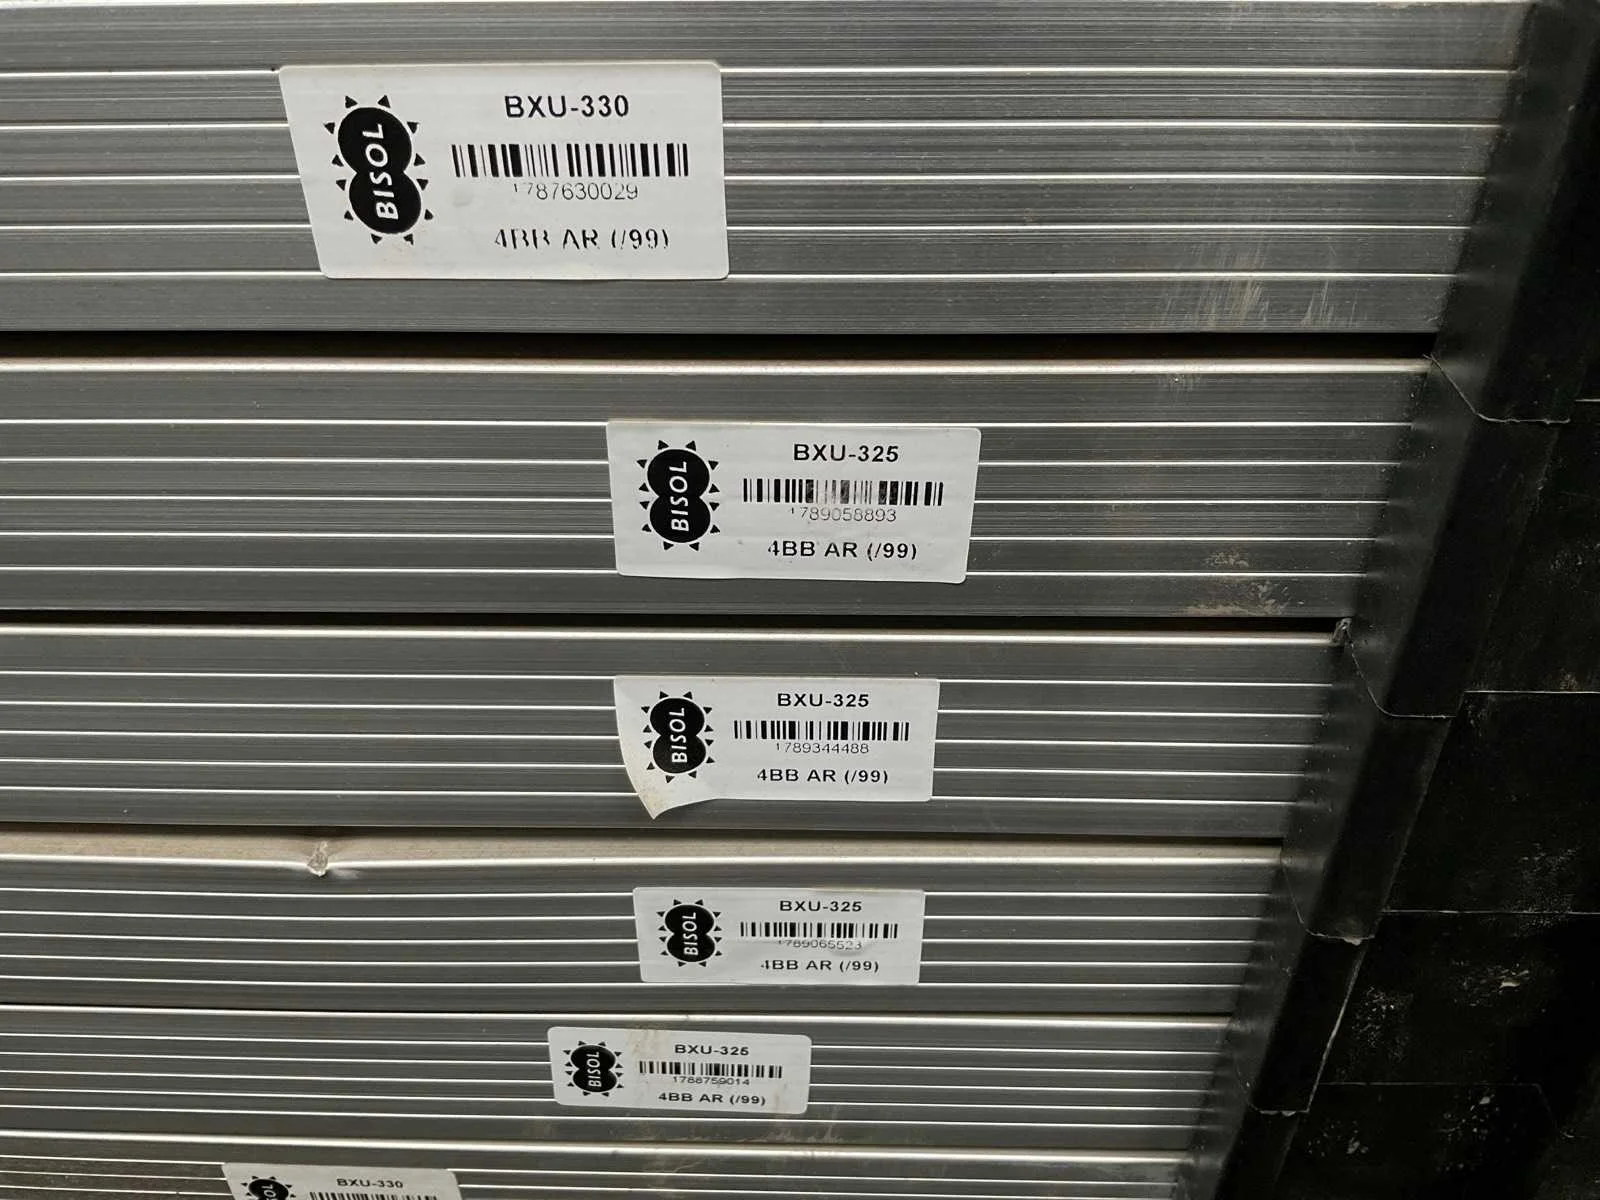 BISOL
BXU-330
1787630029
4BB AR (/99)
BISOL
BXU-325
1789058893
4BB AR (/99)
BISOL
BXU-325
1789344488
4BB AR (/99)
BISOL
BXU-325
1789065523
4BB AR (/99)
BISOL
BXU-325
1788759014
4BB AR (/99)
BXU-330